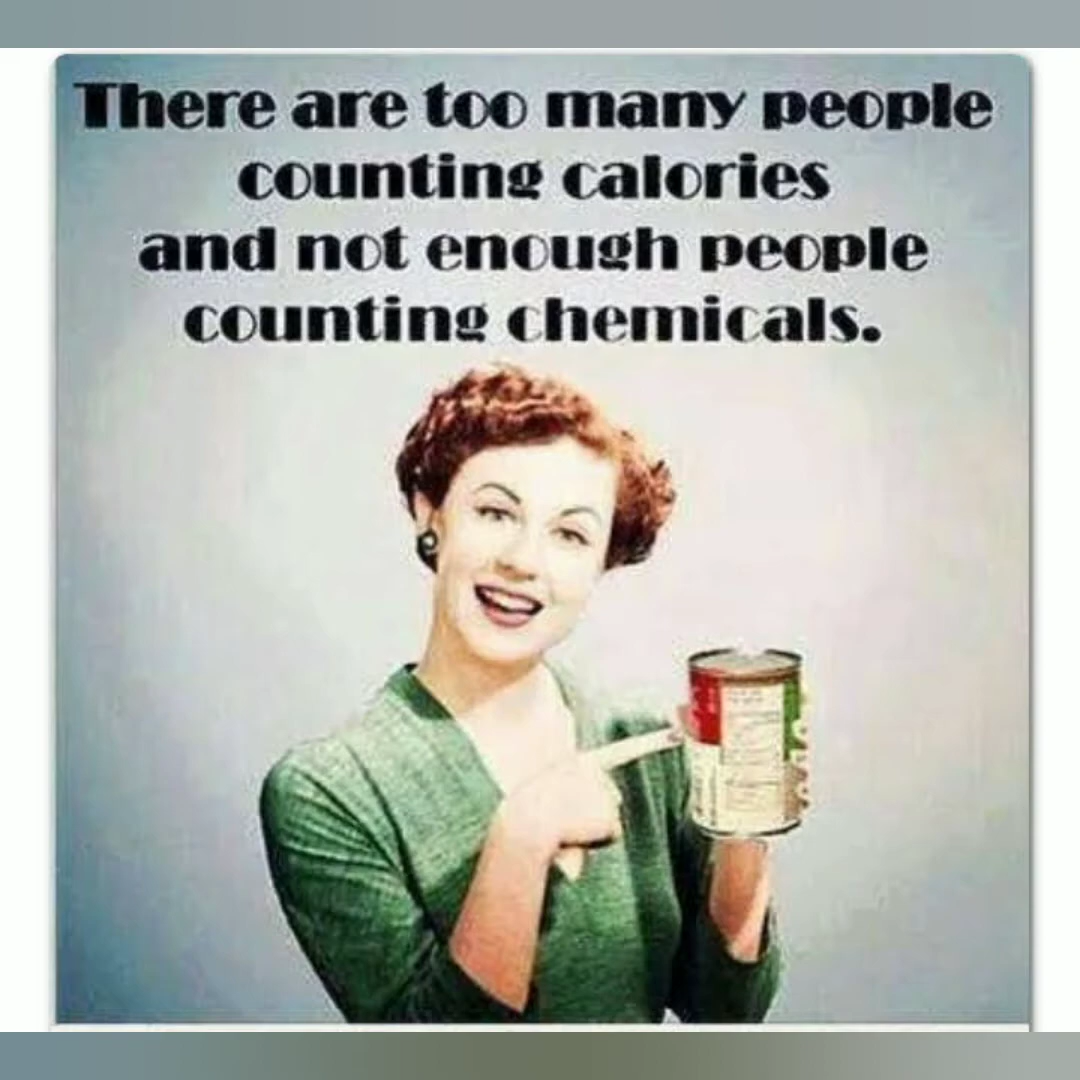 There are too many people
counting calories
and not enough people
counting chemicals.